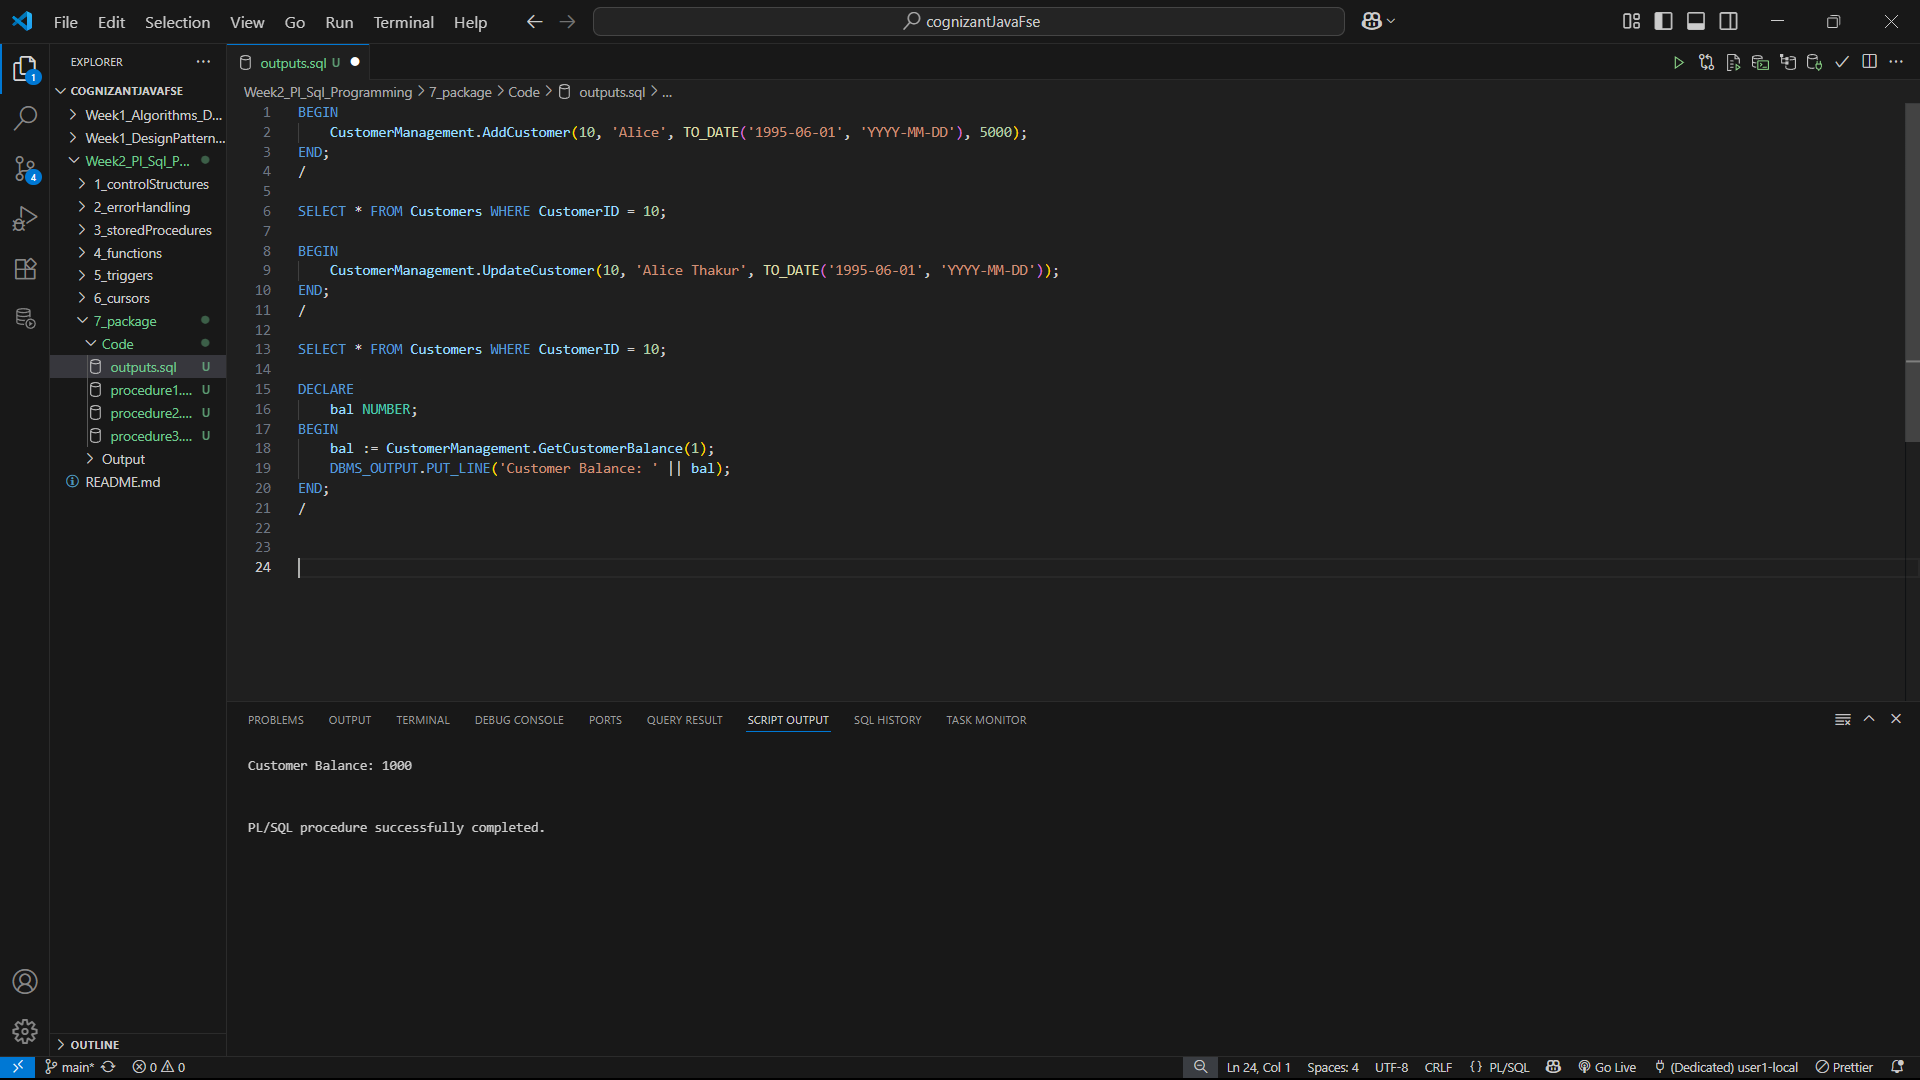 File Edit Selection View Go Run Terminal Help
cognizantJavaFse
EXPLORER
1
COGNIZANTJAVAFSE
Week1_Algorithms_D...
Week1_DesignPattern...
Week2_Pl_Sql_P...
1_controlStructures
2_errorHandling
3_storedProcedures
4_functions
5_triggers
6_cursors
7_package
Code
outputs.sql U
procedure1.... U
procedure2.... U
procedure3.... U
Output
README.md
4
OUTLINE
outputs.sql U
Week2_Pl_Sql_Programming > 7_package > Code > outputs.sql > ...
1 BEGIN
2 CustomerManagement.AddCustomer(10, 'Alice', TO_DATE('1995-06-01', 'YYYY-MM-DD'), 5000);
3 END;
4 /
5
6 SELECT * FROM Customers WHERE CustomerID = 10;
7
8 BEGIN
9 CustomerManagement.UpdateCustomer(10, 'Alice Thakur', TO_DATE('1995-06-01', 'YYYY-MM-DD'));
10 END;
11 /
12
13 SELECT * FROM Customers WHERE CustomerID = 10;
14
15 DECLARE
16 bal NUMBER;
17 BEGIN
18 bal := CustomerManagement.GetCustomerBalance(1);
19 DBMS_OUTPUT.PUT_LINE('Customer Balance: ' || bal);
20 END;
21 /
22
23
24
PROBLEMS OUTPUT TERMINAL DEBUG CONSOLE PORTS QUERY RESULT SCRIPT OUTPUT SQL HISTORY TASK MONITOR
Customer Balance: 1000
PL/SQL procedure successfully completed.
main* 0 0 Ln 24, Col 1 Spaces: 4 UTF-8 CRLF {} PL/SQL Go Live (Dedicated) user1-local Prettier